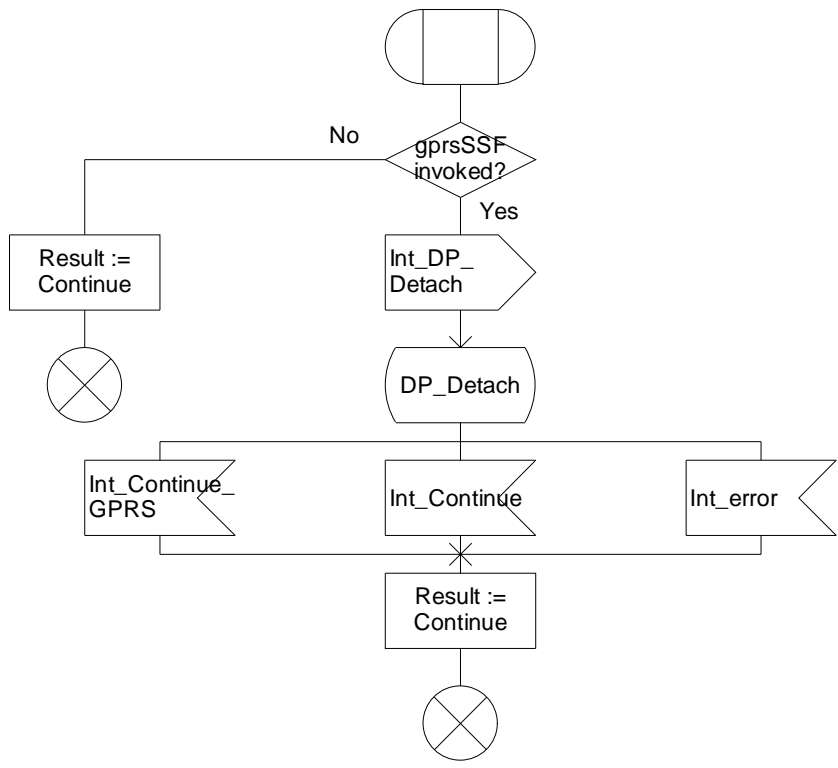 gprsSSF
invoked?
No
Yes
Result :=
Continue
Int_DP_
Detach
DP_Detach
Int_Continue_
GPRS
Int_Continue
Int_error
Result :=
Continue